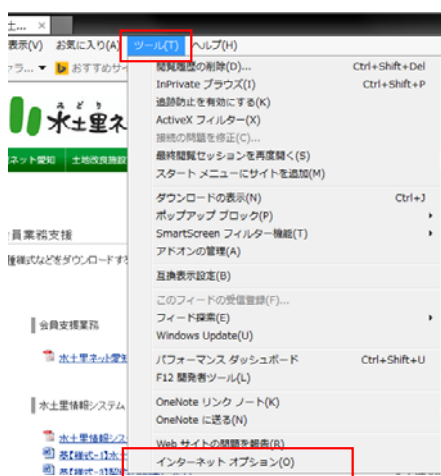 土...
表示(V) お気に入り(A) ツール(T) ヘルプ(H)
おすすめサ
みどり
水土里ネ
ネット愛知 土地改良施設
員業務支援
種様式などをダウンロードす
会員支援業務
水土里ネット愛知
水土里情報システム
水土里情報シス
閲覧履歴の削除(D)... Ctrl+Shift+Del
InPrivate ブラウズ(I) Ctrl+Shift+P
追跡防止を有効にする(K)
ActiveX フィルター(X)
接続の問題を修正(C)...
最終閲覧セッションを再度開く(S)
スタート メニューにサイトを追加(M)
ダウンロードの表示(N) Ctrl+J
ポップアップ ブロック(P)
SmartScreen フィルター機能(T)
アドオンの管理(A)
互換表示設定(B)
このフィードの受信登録(F)...
フィード探索(E)
Windows Update(U)
パフォーマンス ダッシュボード Ctrl+Shift+U
F12 開発者ツール(L)
OneNote リンク ノート(K)
OneNote に送る(N)
Web サイトの問題を報告(R)
インターネット オプション(O)